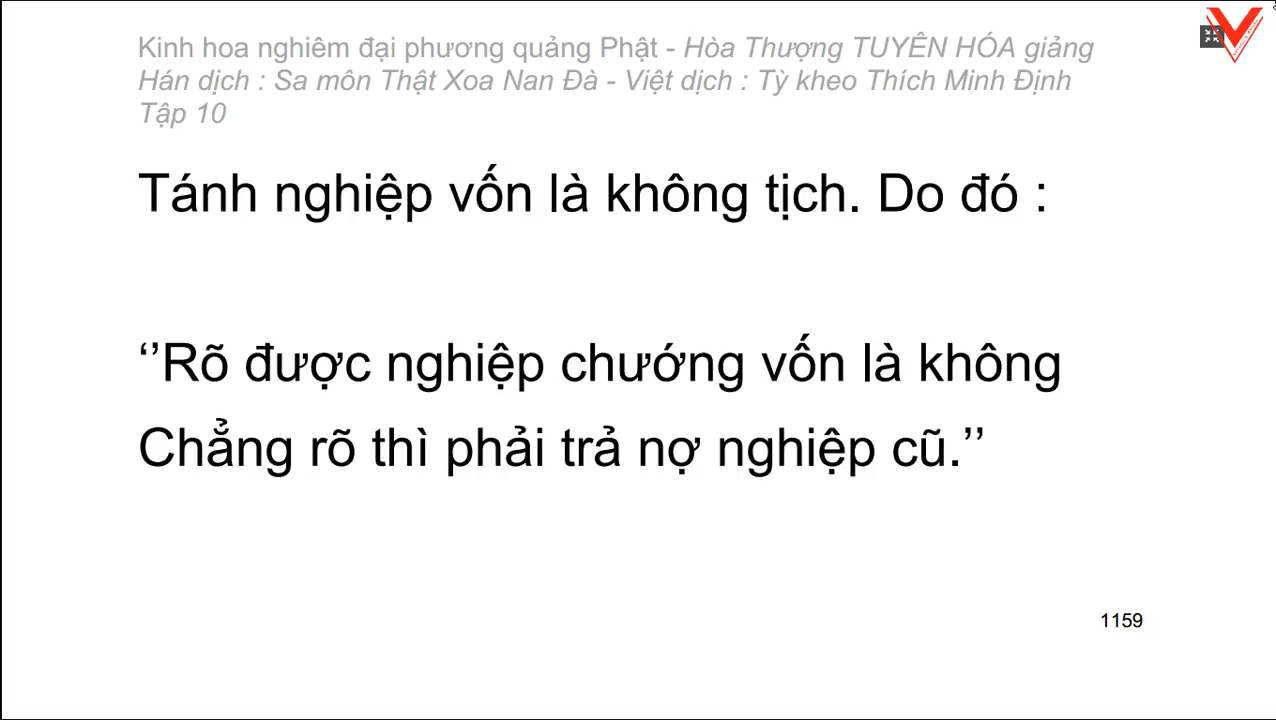 Kinh hoa nghiêm đại phương quảng Phật - Hòa Thượng TUYÊN HÓA giảng
Hán dịch : Sa môn Thật Xoa Nan Đà - Việt dịch : Tỳ kheo Thích Minh Định
Tập 10
Tánh nghiệp vốn là không tịch. Do đó :
‘’Rõ được nghiệp chướng vốn là không
Chẳng rõ thì phải trả nợ nghiệp cũ.’’
1159